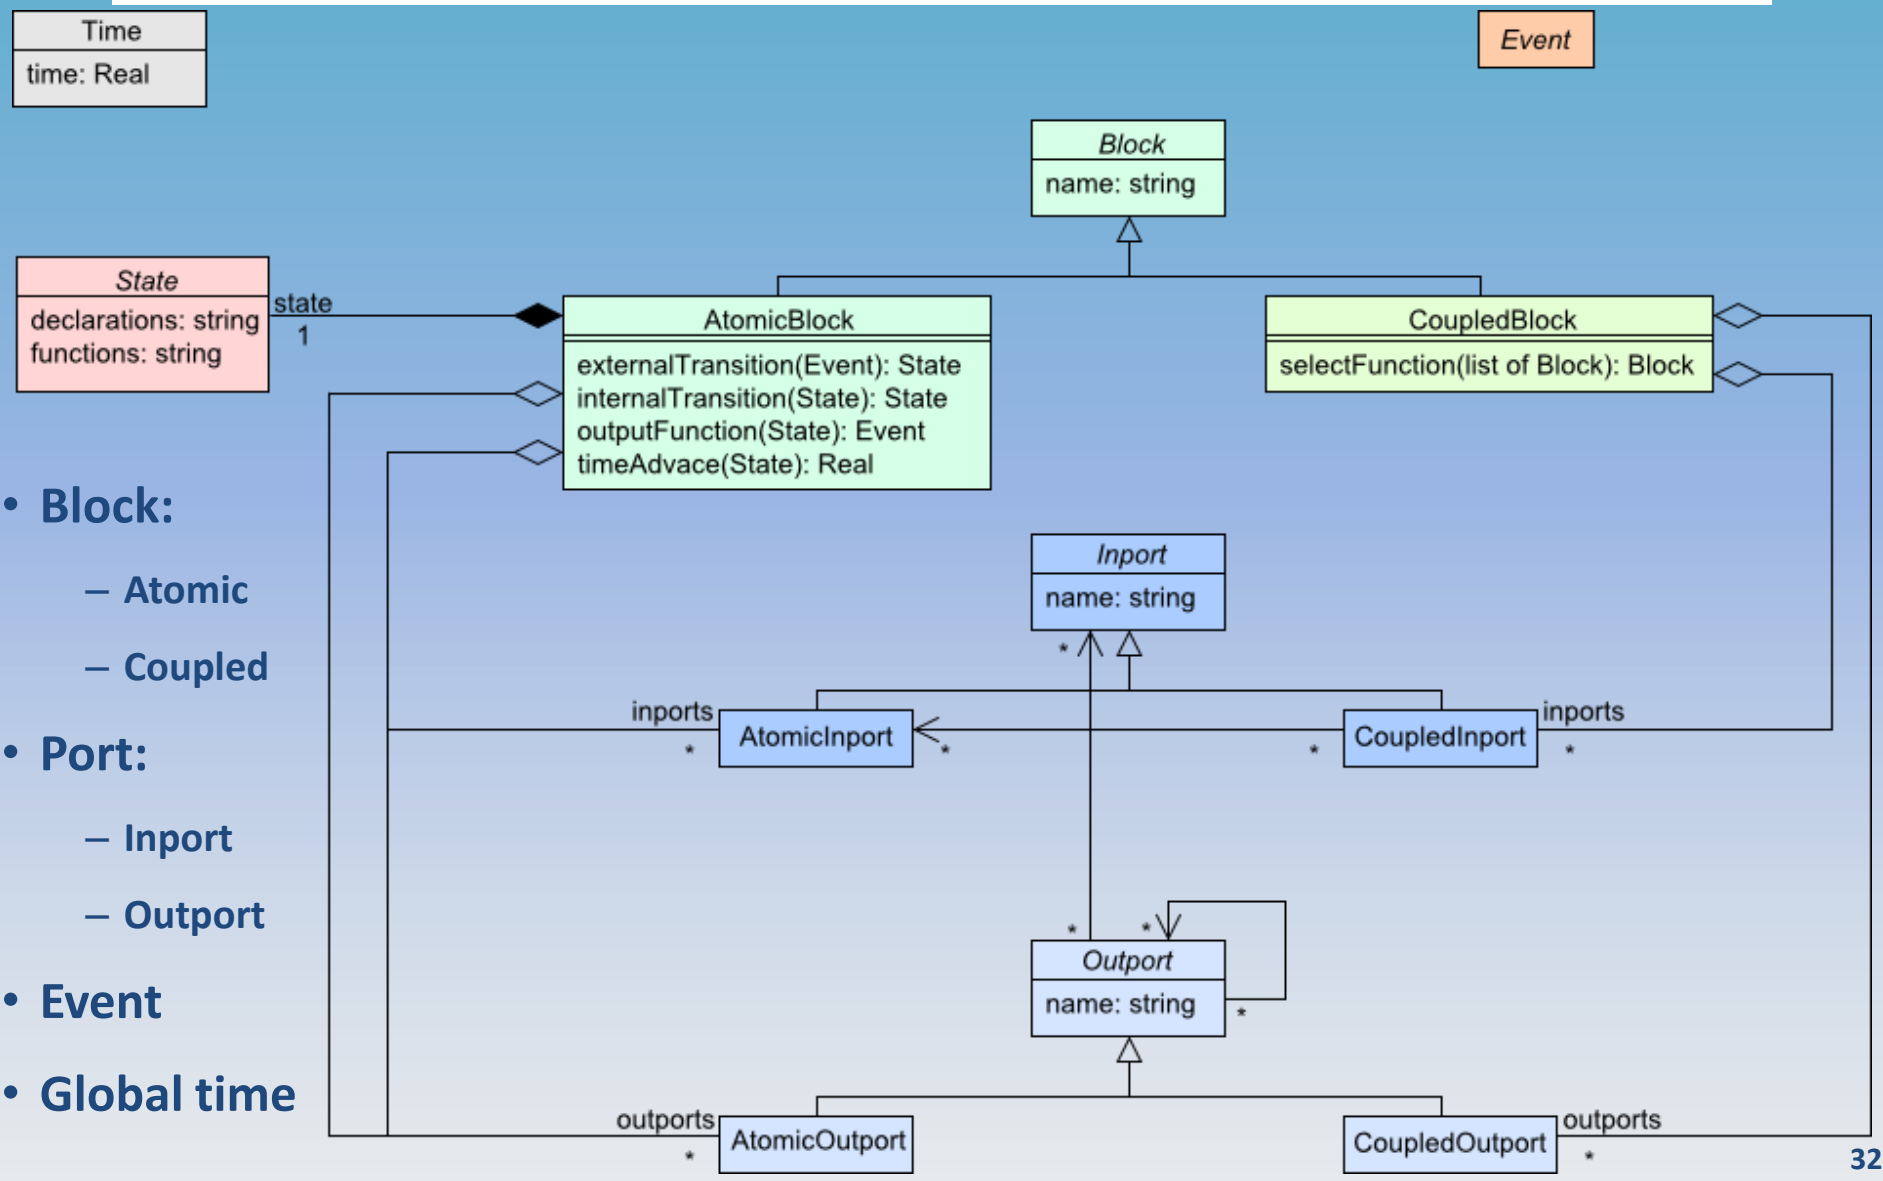 Time
time: Real
Event
Block
name: string
State
declarations: string
functions: string
state
1
AtomicBlock
externalTransition(Event): State
internalTransition(State): State
outputFunction(State): Event
timeAdvace(State): Real
CoupledBlock
selectFunction(list of Block): Block
• Block:
– Atomic
– Coupled
• Port:
– Inport
– Outport
• Event
• Global time
Inport
name: string
*
inports
*
AtomicInport
*
*
CoupledInport
inports
*
*
*
Outport
name: string
*
outports
*
AtomicOutport
CoupledOutport
outports
*
32